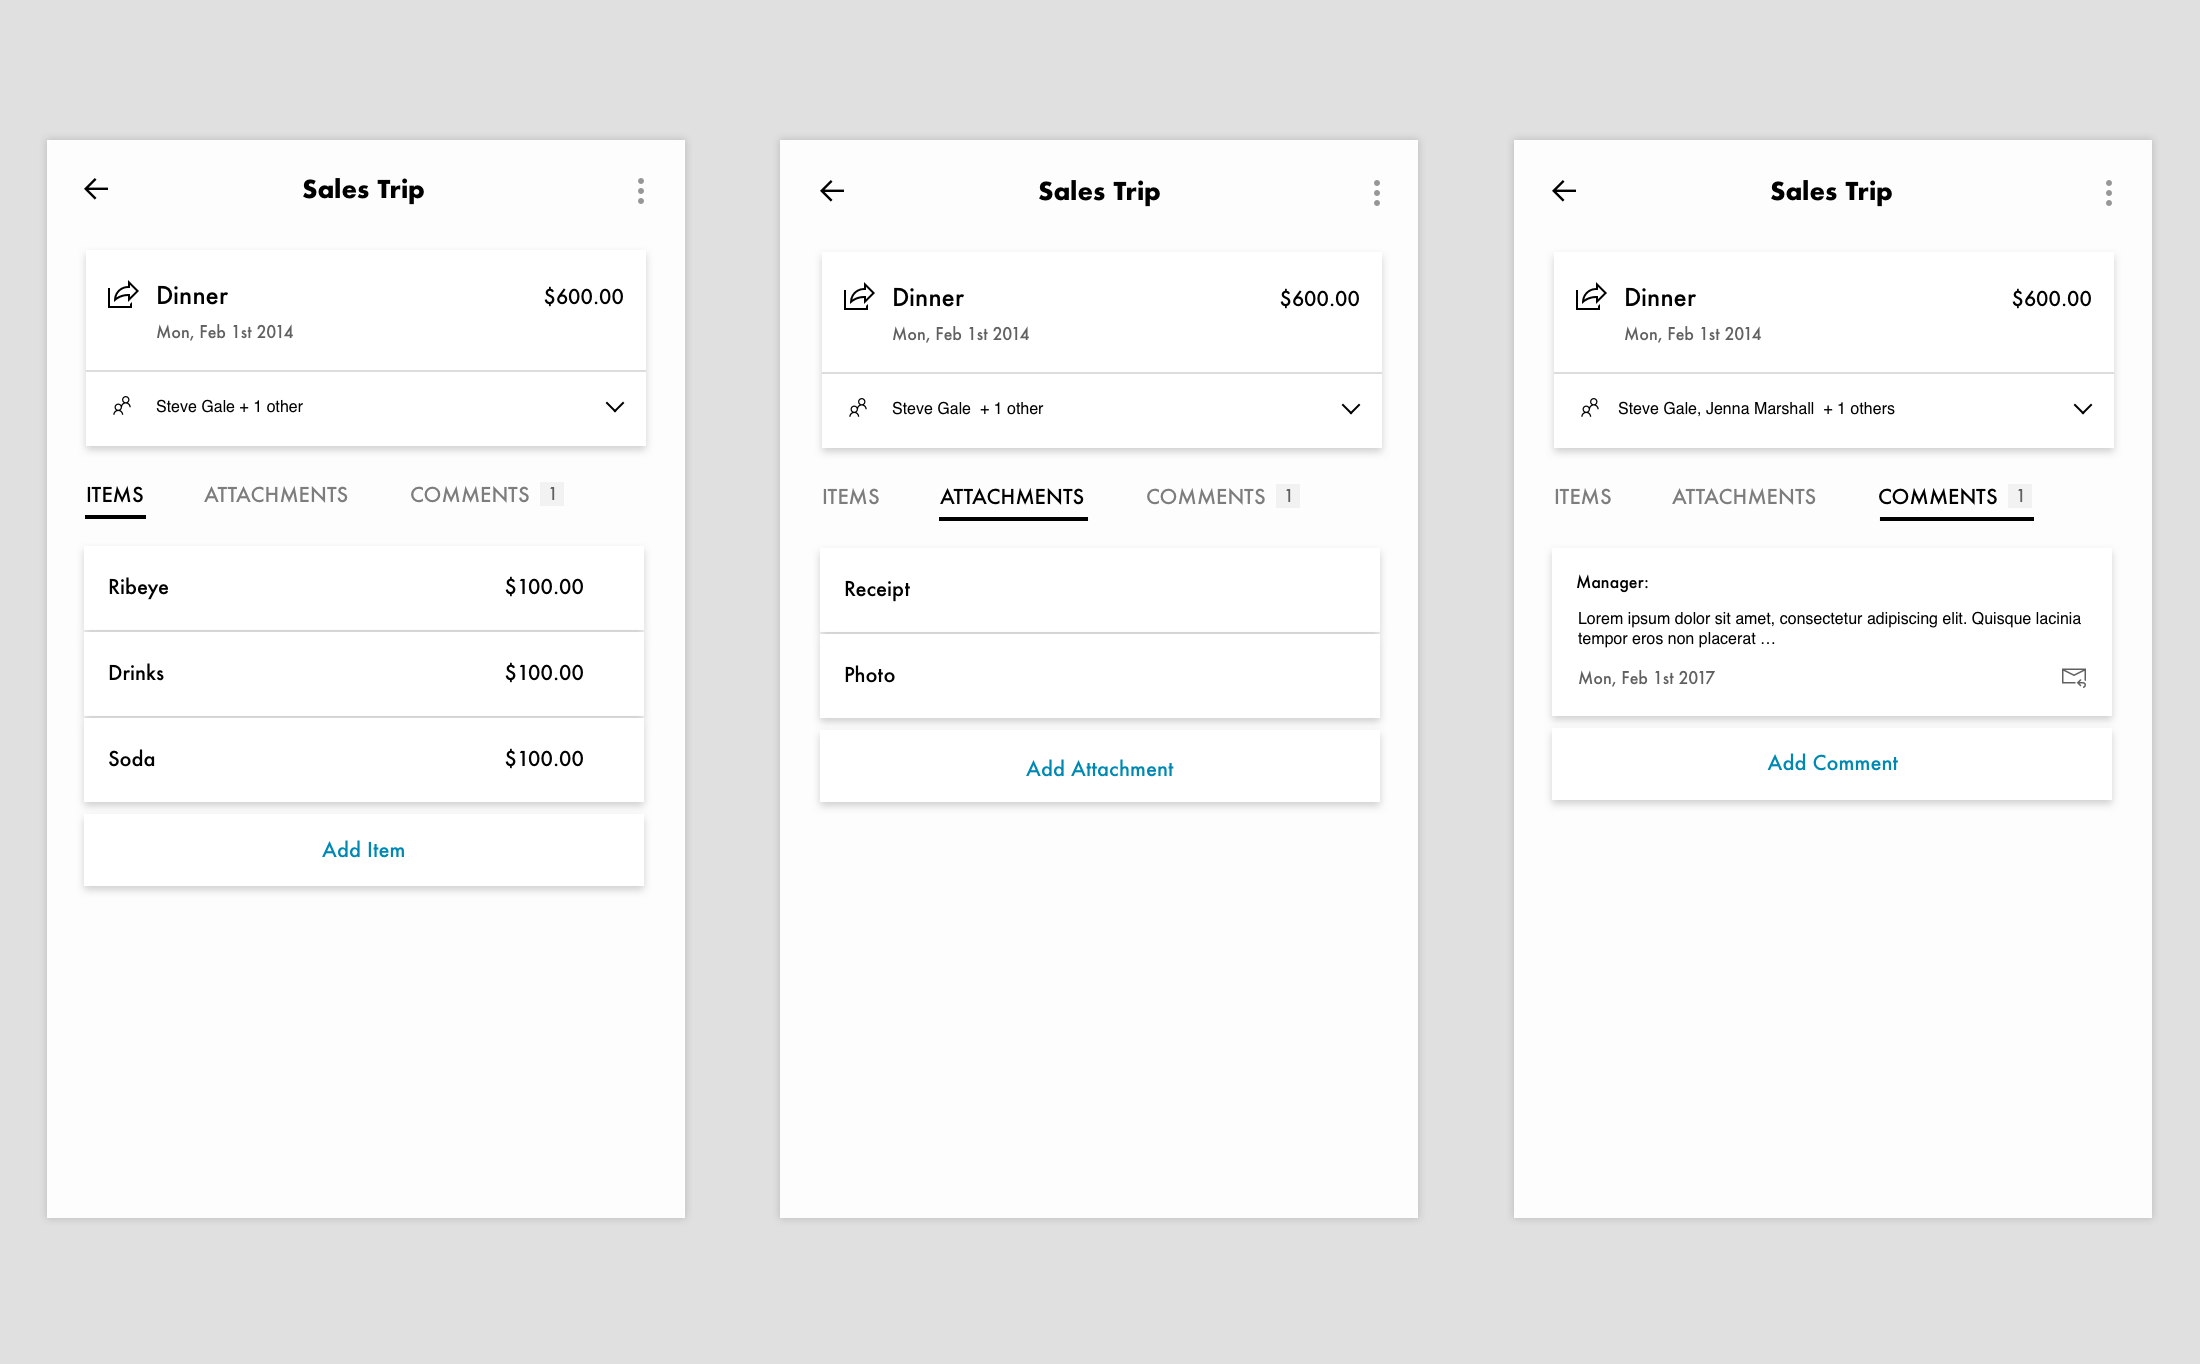 Sales Trip
Dinner
$600.00
Mon, Feb 1st 2014
Steve Gale + 1 other
ITEMS
ATTACHMENTS
COMMENTS
1
Ribeye
$100.00
Drinks
$100.00
Soda
$100.00
Add Item
Sales Trip
Dinner
$600.00
Mon, Feb 1st 2014
Steve Gale + 1 other
ITEMS
ATTACHMENTS
COMMENTS
1
Receipt
Photo
Add Attachment
Sales Trip
Dinner
$600.00
Mon, Feb 1st 2014
Steve Gale, Jenna Marshall + 1 others
ITEMS
ATTACHMENTS
COMMENTS
1
Manager:
Lorem ipsum dolor sit amet, consectetur adipiscing elit. Quisque lacinia
tempor eros non placerat ...
Mon, Feb 1st 2017
Add Comment